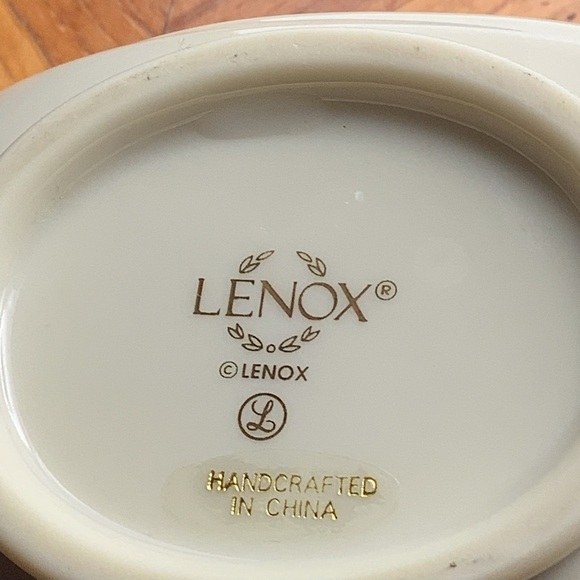 LENOX®
© LENOX
L
HANDCRAFTED
IN CHINA